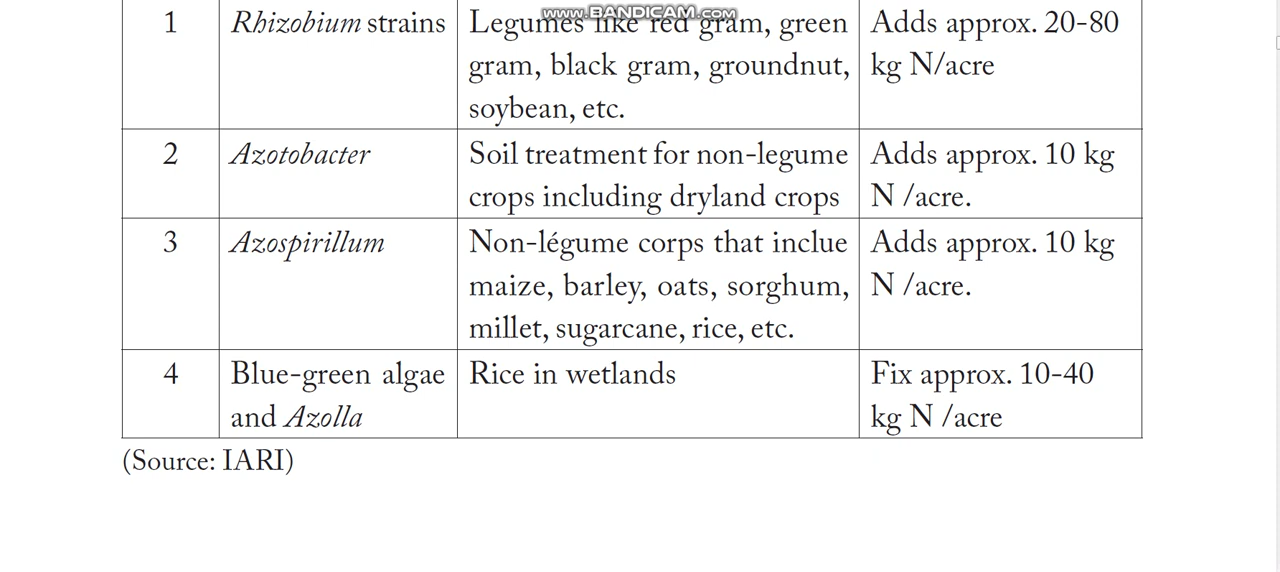 www.BANDICAM.com
1 Rhizobium strains Legumes like red gram, green Adds approx. 20-80
gram, black gram, groundnut, kg N/acre
soybean, etc.
2 Azotobacter Soil treatment for non-legume Adds approx. 10 kg
crops including dryland crops N /acre.
3 Azospirillum Non-légume corps that inclue Adds approx. 10 kg
maize, barley, oats, sorghum, N /acre.
millet, sugarcane, rice, etc.
4 Blue-green algae Rice in wetlands Fix approx. 10-40
and Azolla kg N /acre
(Source: IARI)